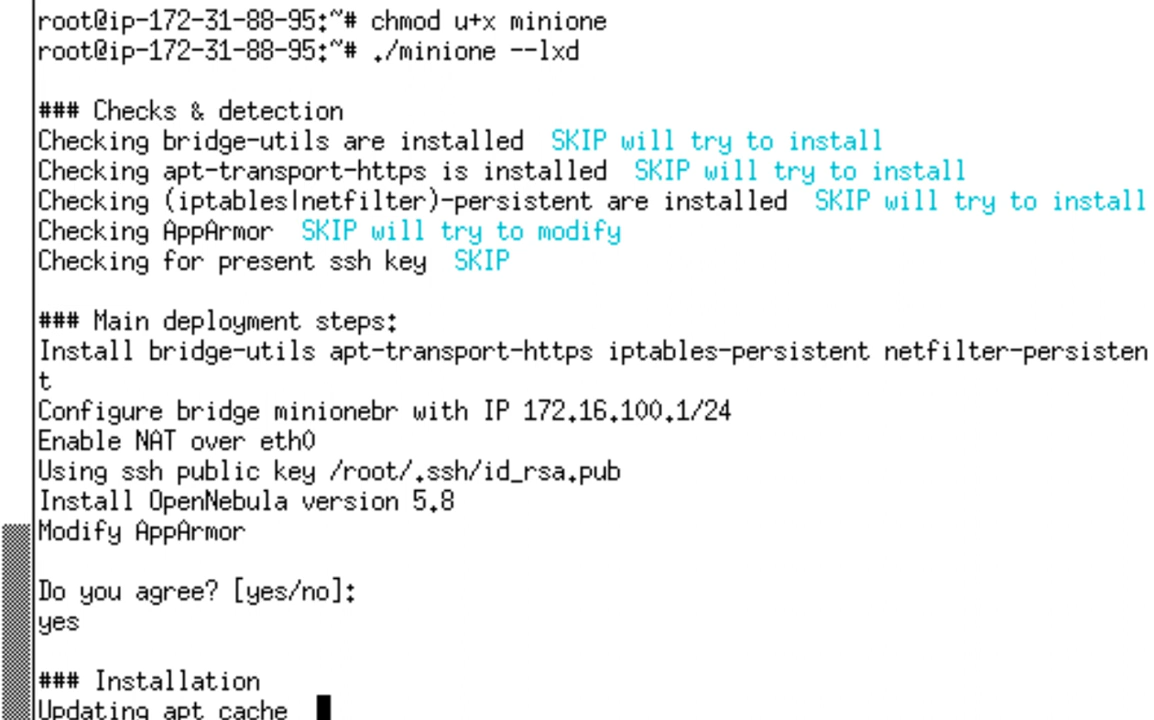 root@ip-172-31-88-95:~# chmod u+x minione
root@ip-172-31-88-95:~# ./minione --lxd
### Checks & detection
Checking bridge-utils are installed  SKIP will try to install
Checking apt-transport-https is installed  SKIP will try to install
Checking (iptables|netfilter)-persistent are installed  SKIP will try to install
Checking AppArmor  SKIP will try to modify
Checking for present ssh key  SKIP
### Main deployment steps:
Install bridge-utils apt-transport-https iptables-persistent netfilter-persisten
t
Configure bridge minionebr with IP 172.16.100.1/24
Enable NAT over eth0
Using ssh public key /root/.ssh/id_rsa.pub
Install OpenNebula version 5.8
Modify AppArmor
Do you agree? [yes/no]:
yes
### Installation
Updating apt cache